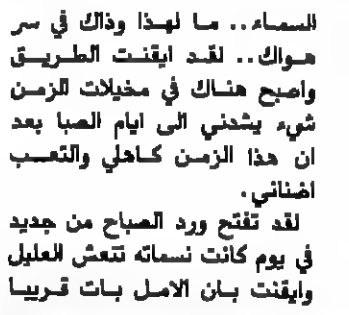 للسماء.. ما لهذا وذاك في سر
هواك.. لقد ايقنت الطريق
واصبح هناك في مخيلات الزمن
شيء يشدني الى ايام الصبا بعد
ان هذا الزمن كاهلي والتعب
اضناني.
لقد تفتح ورد الصباح من جديد
في يوم كانت نسماته تنعش العليل
وايقنت بان الامل بات قريبا